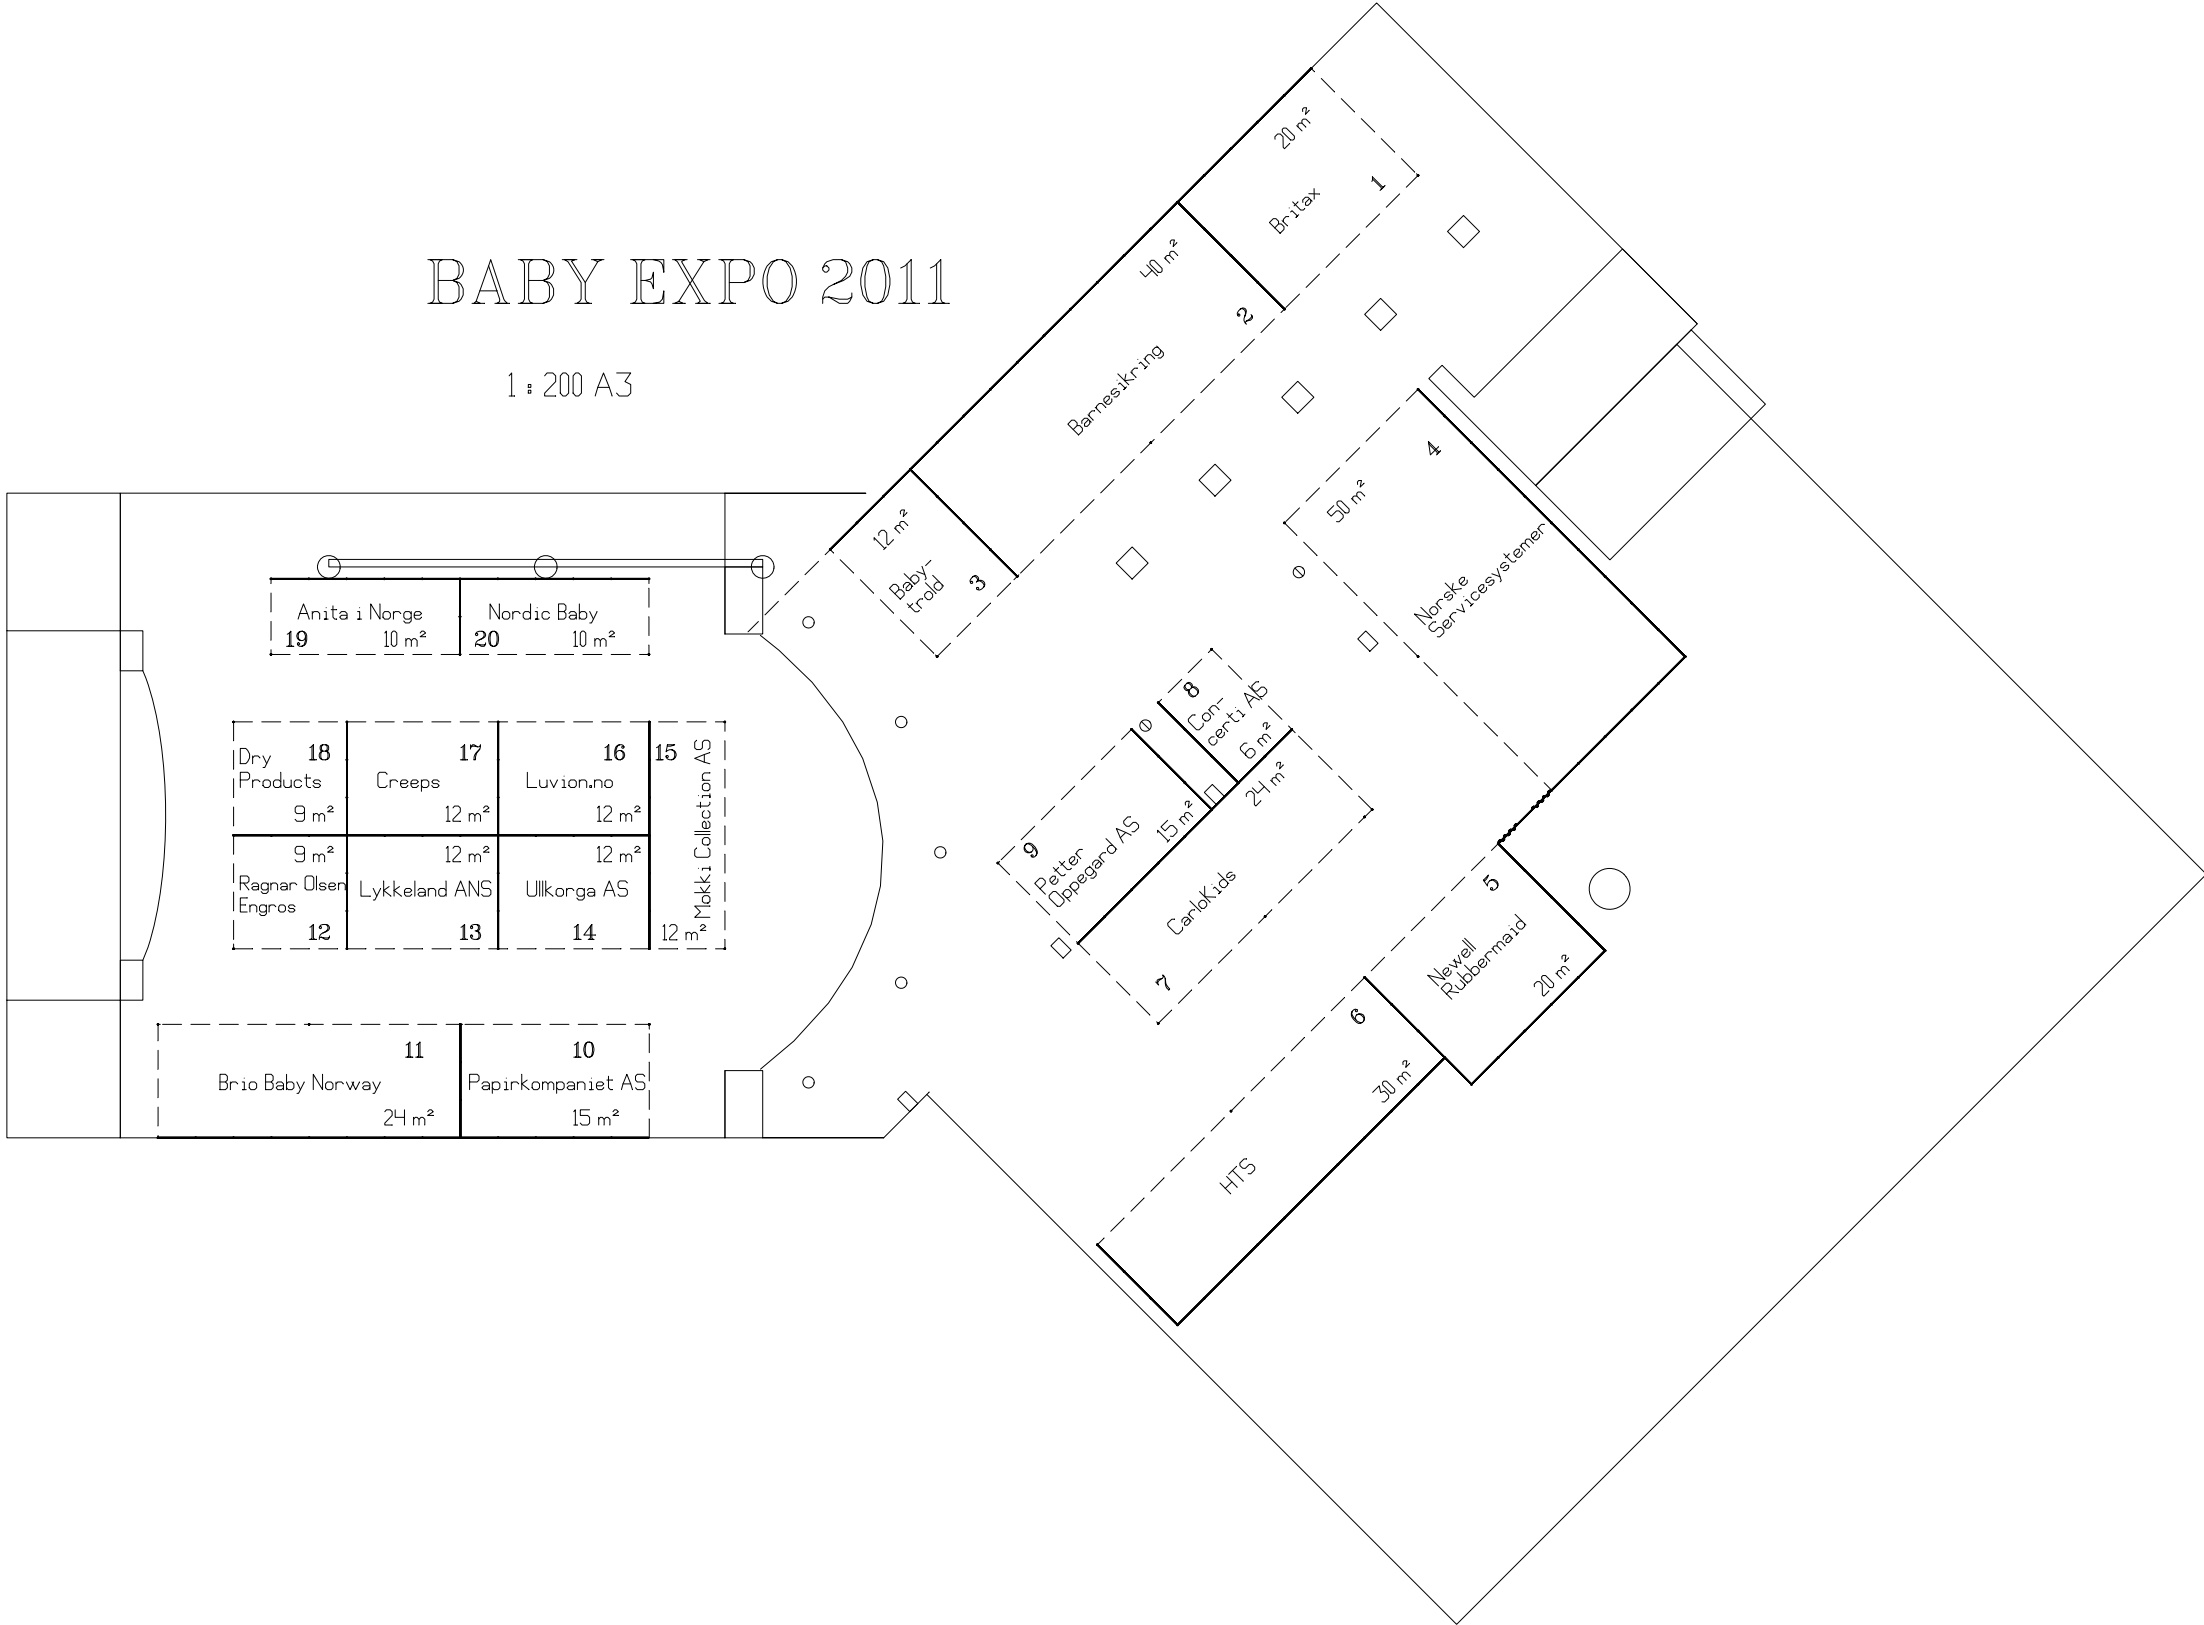 BABY EXPO 2011
1 : 200 A3
20 m²
Britax
1
40 m²
2
Barnesikring
12 m²
Baby-
trold
3
4
50 m²
Norske
Servicesystemer
8
Con-
certi AS
6 m²
9
Petter
Oppegard AS
15 m²
24 m²
CarloKids
7
5
Newell
Rubbermaid
20 m²
6
30 m²
HTS
Anita i Norge
19 10 m²
Nordic Baby
20 10 m²
18
Dry
Products
9 m²
17
Creeps
12 m²
16
Luvion.no
12 m²
15
Mokki Collection AS
12 m²
9 m²
Ragnar Olsen
Engros
12
12 m²
Lykkeland ANS
13
12 m²
Ullkorga AS
14
11
Brio Baby Norway
24 m²
10
Papirkompaniet AS
15 m²